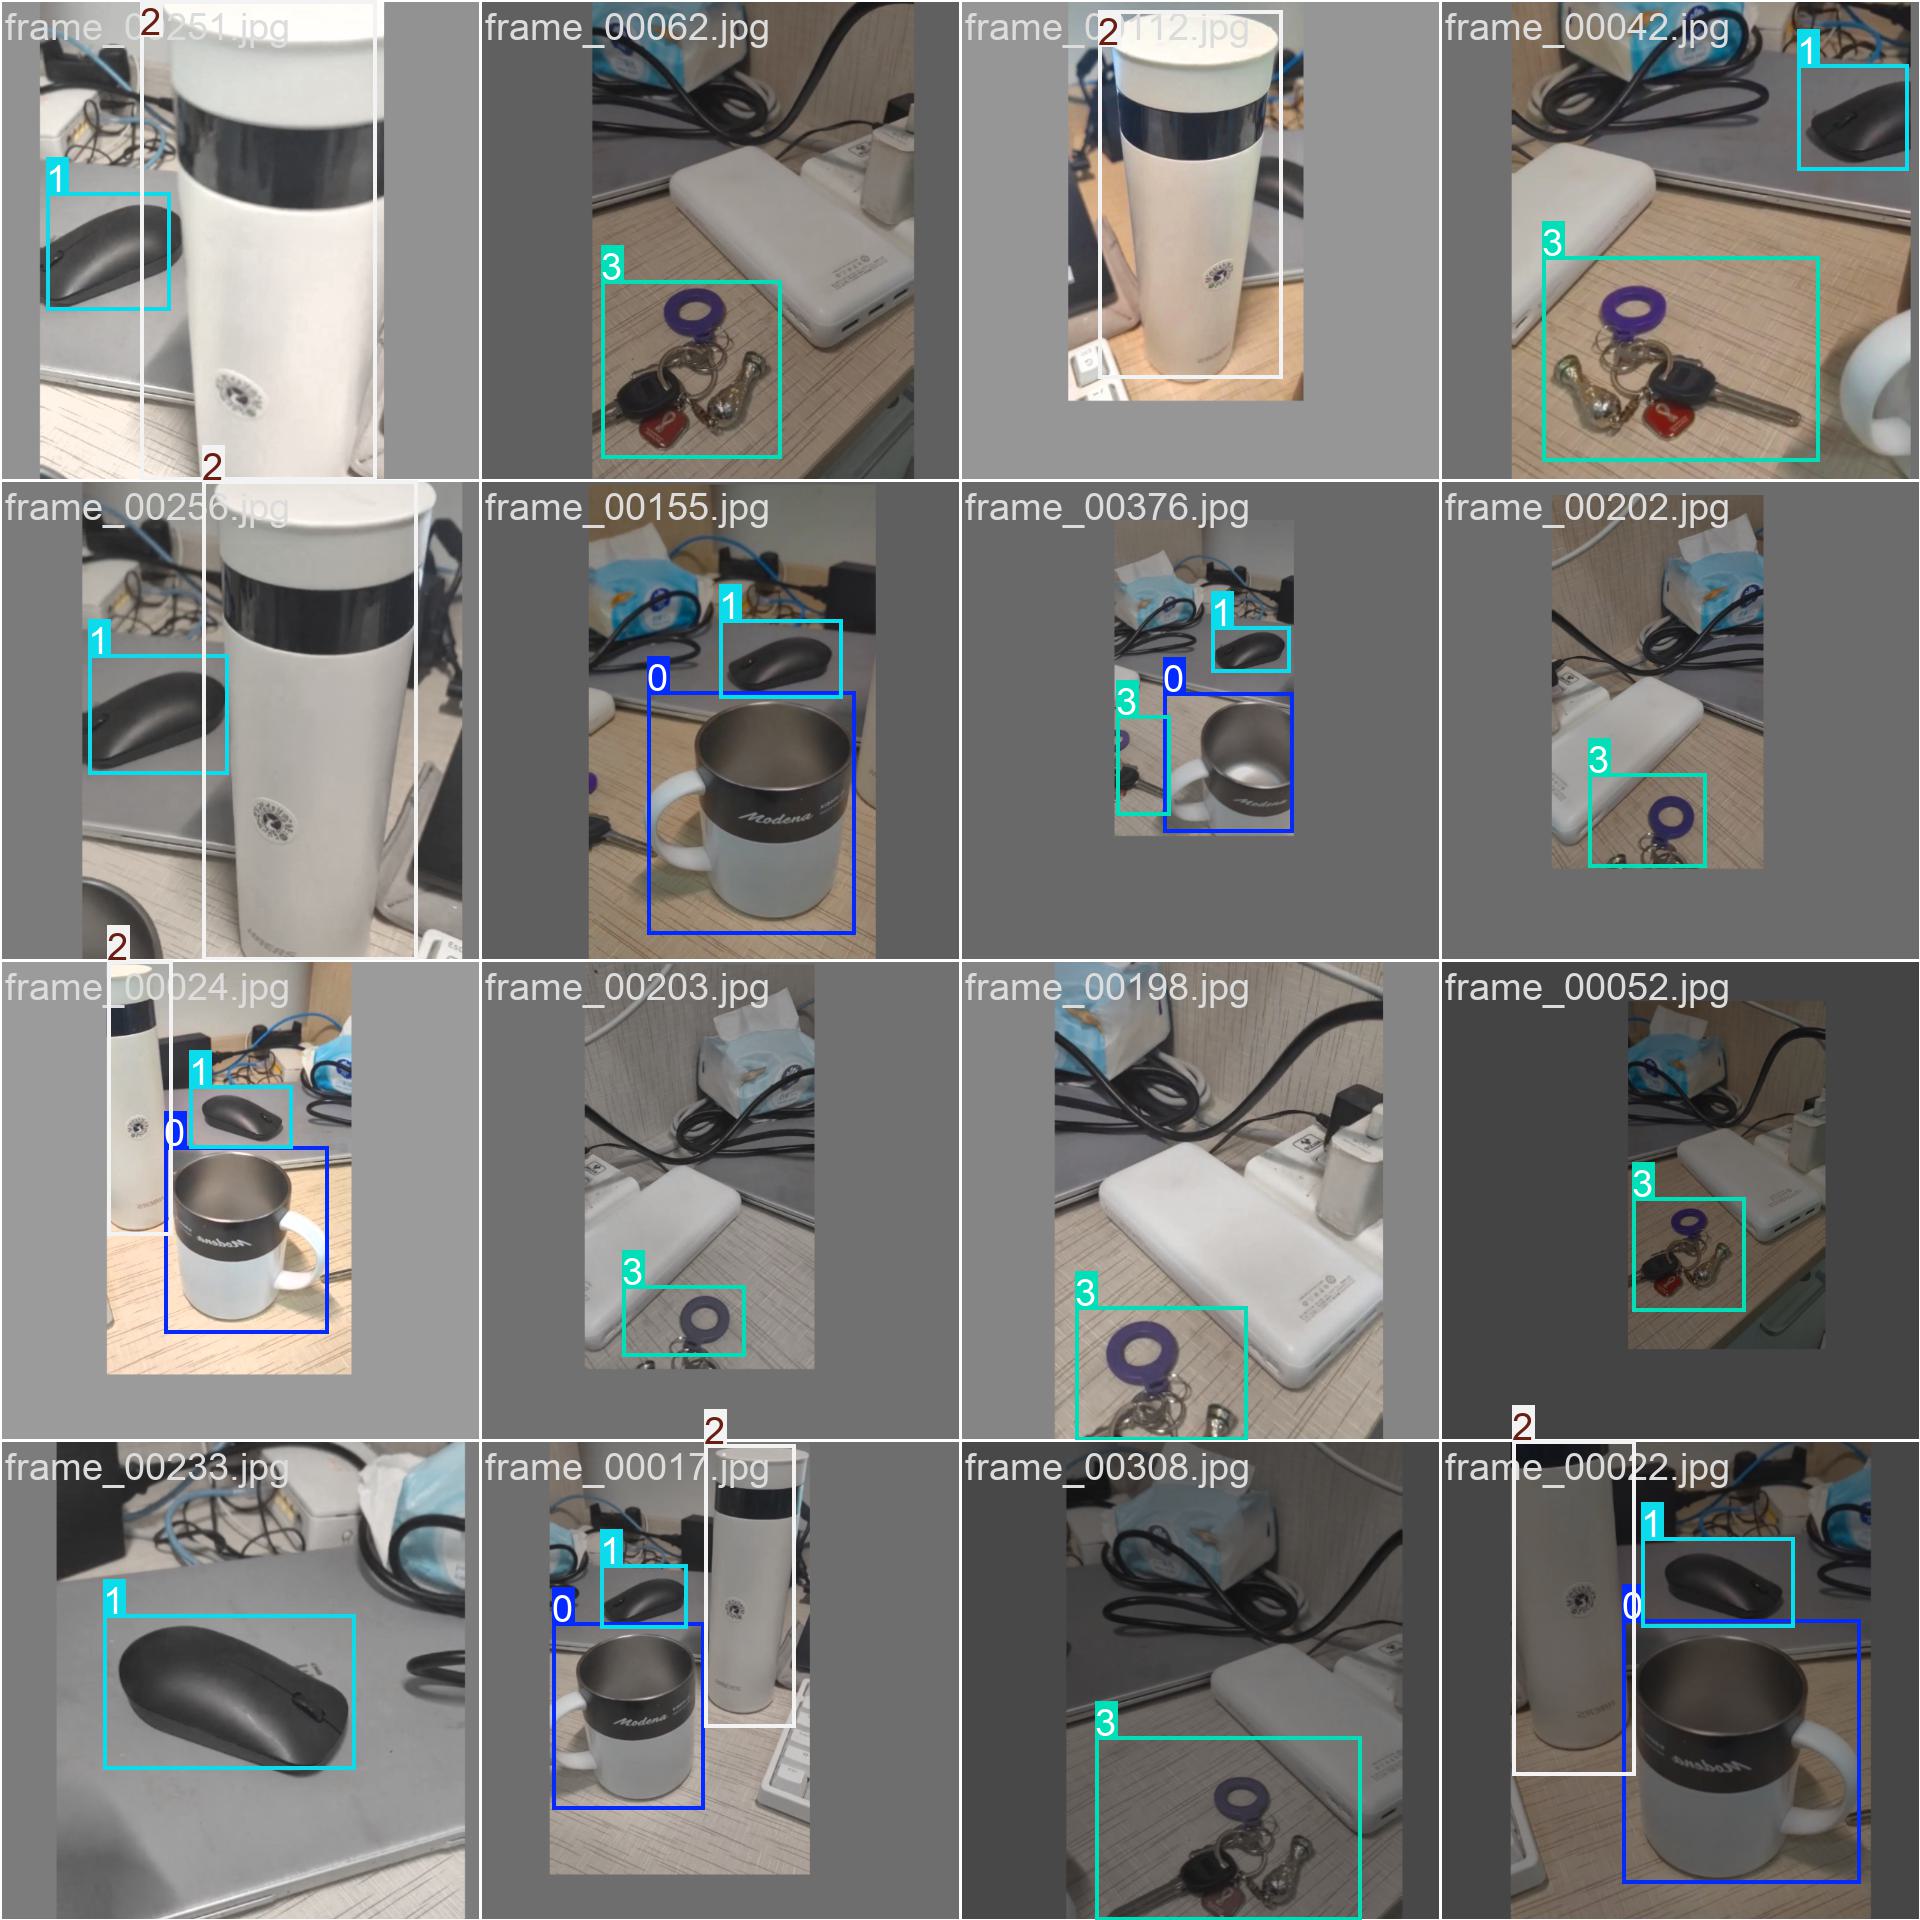 frame_00251.jpg
2
1
frame_00062.jpg
3
frame_00112.jpg
2
frame_00042.jpg
1
3
frame_00256.jpg
2
1
frame_00155.jpg
1
0
Modena
frame_00376.jpg
1
0
3
Modena
frame_00202.jpg
3
frame_00024.jpg
2
1
0
Modena
frame_00203.jpg
3
frame_00198.jpg
3
frame_00052.jpg
3
frame_00233.jpg
1
frame_00017.jpg
2
1
0
Modena
frame_00308.jpg
3
frame_00022.jpg
2
1
0
Modena